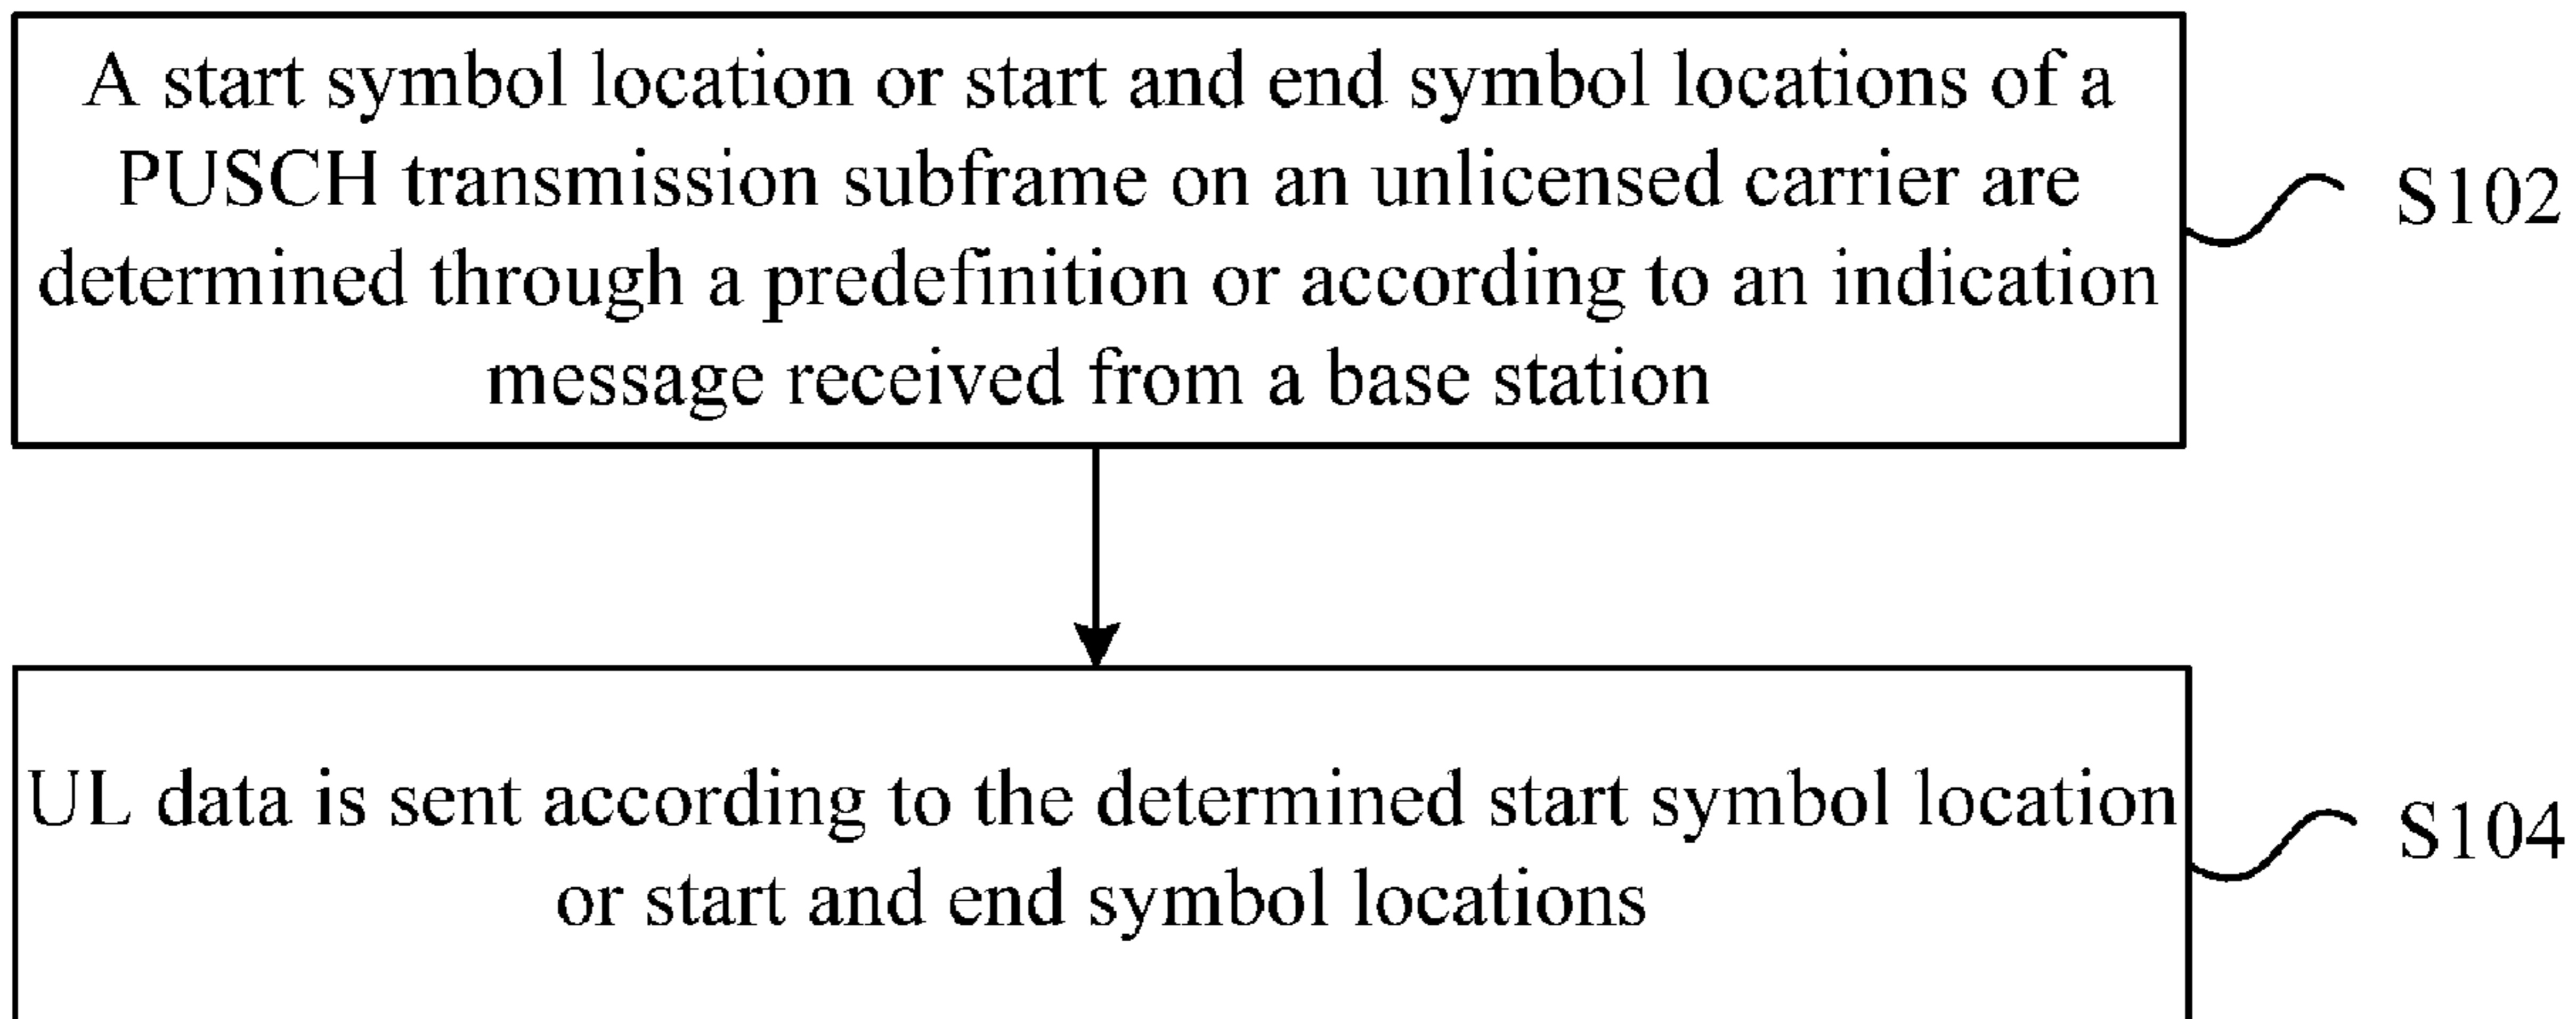 A start symbol location or start and end symbol locations of a
PUSCH transmission subframe on an unlicensed carrier are
determined through a predefinition or according to an indication
message received from a base station
S102
UL data is sent according to the determined start symbol location
or start and end symbol locations
S104